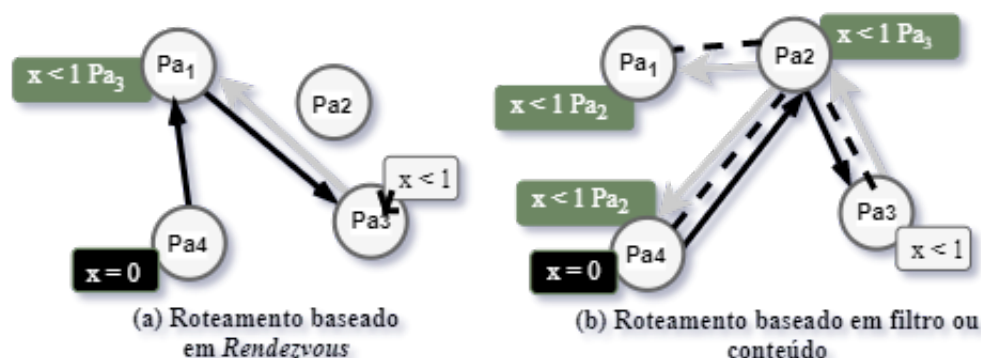 Pa₁
x < 1 Pa₃
Pa2
x < 1
Pa3
Pa4
x = 0
(a) Roteamento baseado
em Rendezvous
Pa2
x < 1 Pa₃
Pa₁
x < 1 Pa₂
x < 1 Pa₂
Pa3
Pa4
x < 1
x = 0
(b) Roteamento baseado em filtro ou
conteúdo